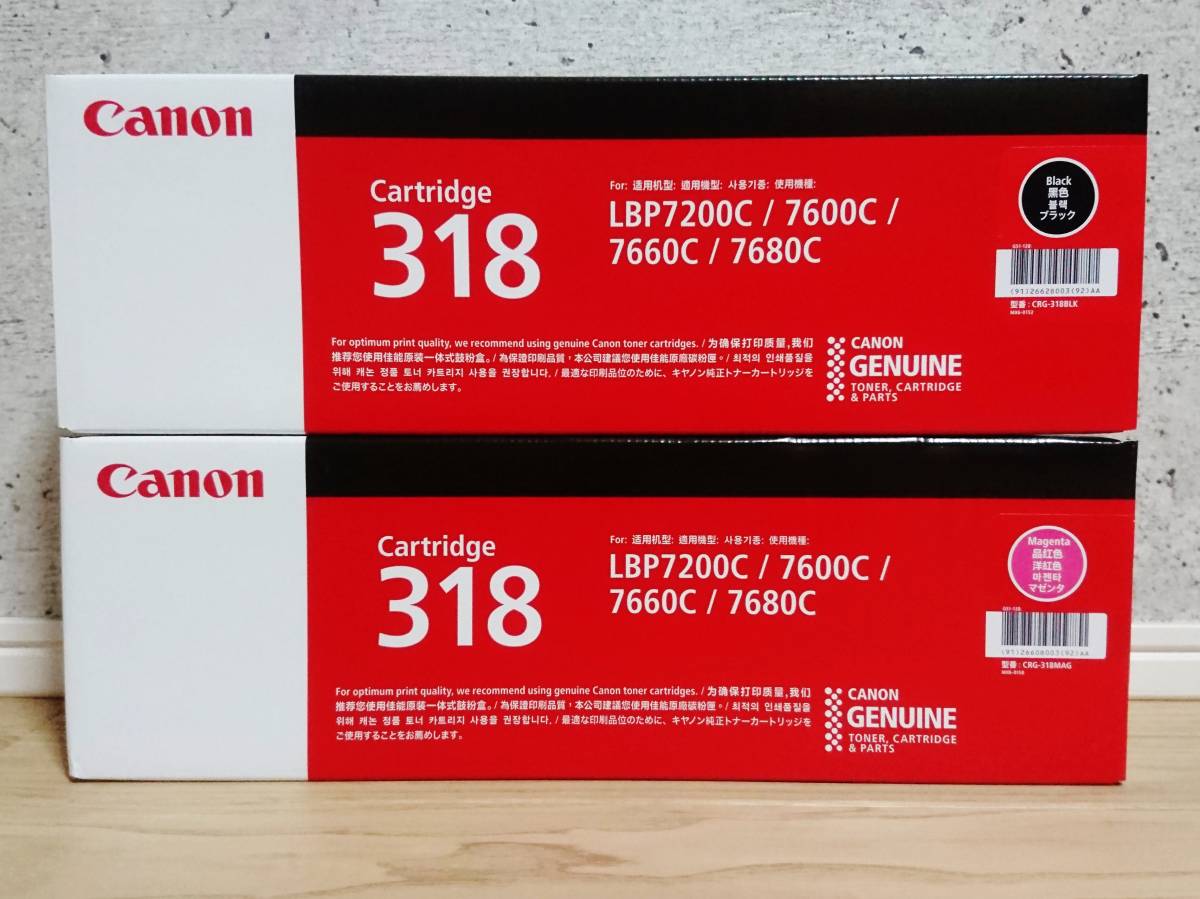 Canon
Cartridge
318
For: 适用机型: 適用機型: 사용기종: 使用機種:
LBP7200C / 7600C /
7660C / 7680C
Black
黑色
블랙
ブラック
G51-120:
(91)26628003(92)AA
型番 : CRG-318BLK
MX6-0152
For optimum print quality, we recommend using genuine Canon toner cartridges. / 为确保打印质量,我们
推荐您使用佳能原装一体式鼓粉盒。/ 為保證印刷品質，本公司建議您使用佳能原廠碳粉匣。/ 최적의 인쇄품질을
위해 캐논 정품 토너 카트리지 사용을 권장합니다. / 最適な印刷品位のために、キヤノン純正トナーカートリッジを
ご使用することをお薦めします。
CANON
GENUINE
TONER, CARTRIDGE
& PARTS
Canon
Cartridge
318
For: 适用机型: 適用機型: 사용기종: 使用機種:
LBP7200C / 7600C /
7660C / 7680C
Magenta
品红色
洋紅色
마젠타
マゼンタ
G51-120:
(91)26608003(92)AA
型番 : CRG-318MAG
For optimum print quality, we recommend using genuine Canon toner cartridges. / 为确保打印质量,我们
推荐您使用佳能原装一体式鼓粉盒。/ 為保證印刷品質，本公司建議您使用佳能原廠碳粉匣。/ 최적의 인쇄품질을
위해 캐논 정품 토너 카트리지 사용을 권장합니다. / 最適な印刷品位のために、キヤノン純正トナーカートリッジを
ご使用することをお薦めします。
CANON
GENUINE
TONER, CARTRIDGE
& PARTS